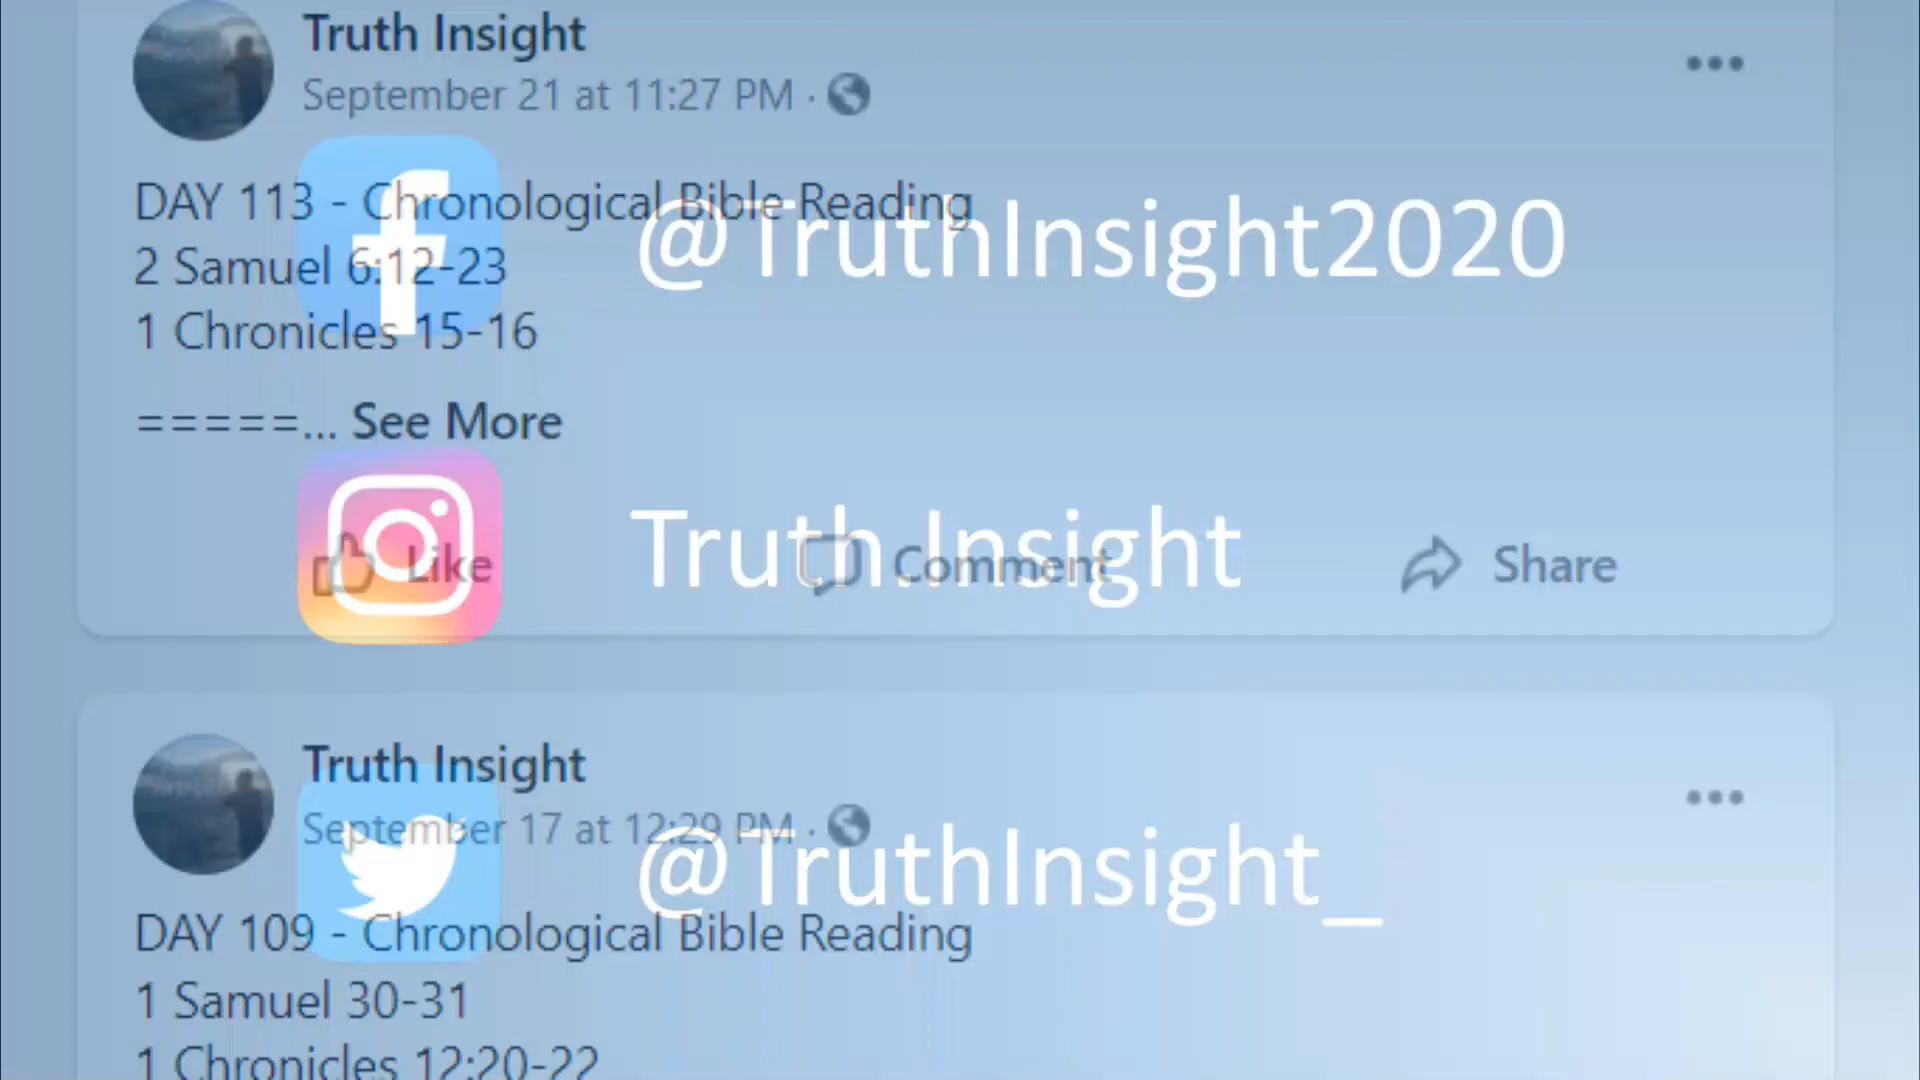 Truth Insight
September 21 at 11:27 PM ·
DAY 113 - Chronological Bible Reading
@TruthInsight2020
2 Samuel 6:12-23
1 Chronicles 15-16
=====... See More
Truth.Insight
Like
Comment
Share
Truth Insight
September 17 at 12:29 PM ·
@TruthInsight_
DAY 109 - Chronological Bible Reading
1 Samuel 30-31
1 Chronicles 12:20-22